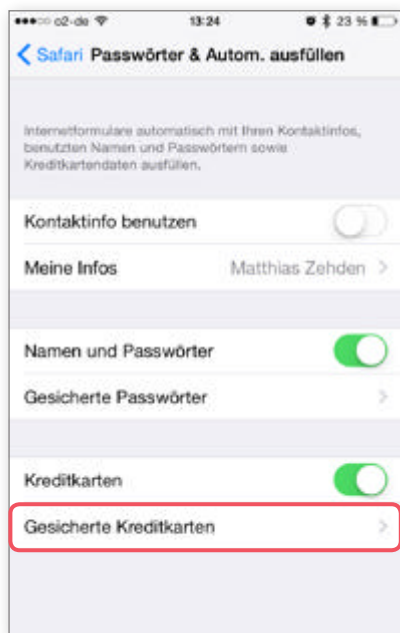 o2-de 13:24 23 %
Safari Passwörter & Autom. ausfüllen
Internetformulare automatisch mit Ihren Kontaktinfos,
benutzten Namen und Passwörtern sowie
Kreditkartendaten ausfüllen.
Kontaktinfo benutzen
Meine Infos Matthias Zehden
Namen und Passwörter
Gesicherte Passwörter
Kreditkarten
Gesicherte Kreditkarten